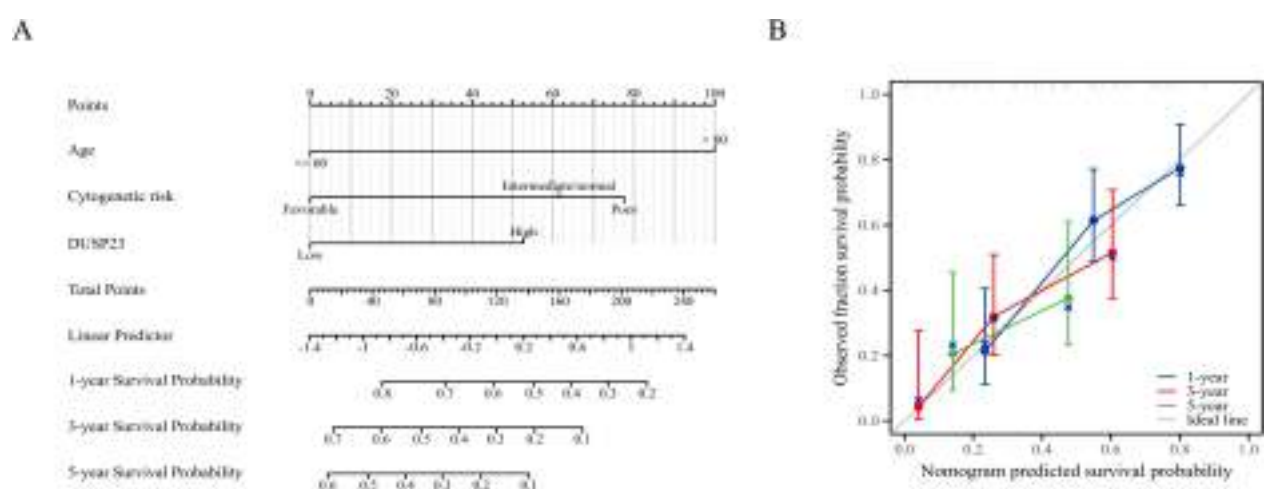 A
Points
0 20 40 60 80 100
Age
<= 60 > 60
Cytogenetic risk
Favorable Intermediate/normal Poor
DUSP23
Low High
Total Points
0 40 80 120 160 200 240
Linear Predictor
-1.4 -1 -0.6 -0.2 0.2 0.6 1 1.4
1-year Survival Probability
0.8 0.7 0.6 0.5 0.4 0.3 0.2
3-year Survival Probability
0.7 0.6 0.5 0.4 0.3 0.2 0.1
5-year Survival Probability
0.6 0.5 0.4 0.3 0.2 0.1
B
Observed fraction survival probability
1.0
0.8
0.6
0.4
0.2
0.0
0.0 0.2 0.4 0.6 0.8 1.0
Nomogram predicted survival probability
1-year
3-year
5-year
Ideal line